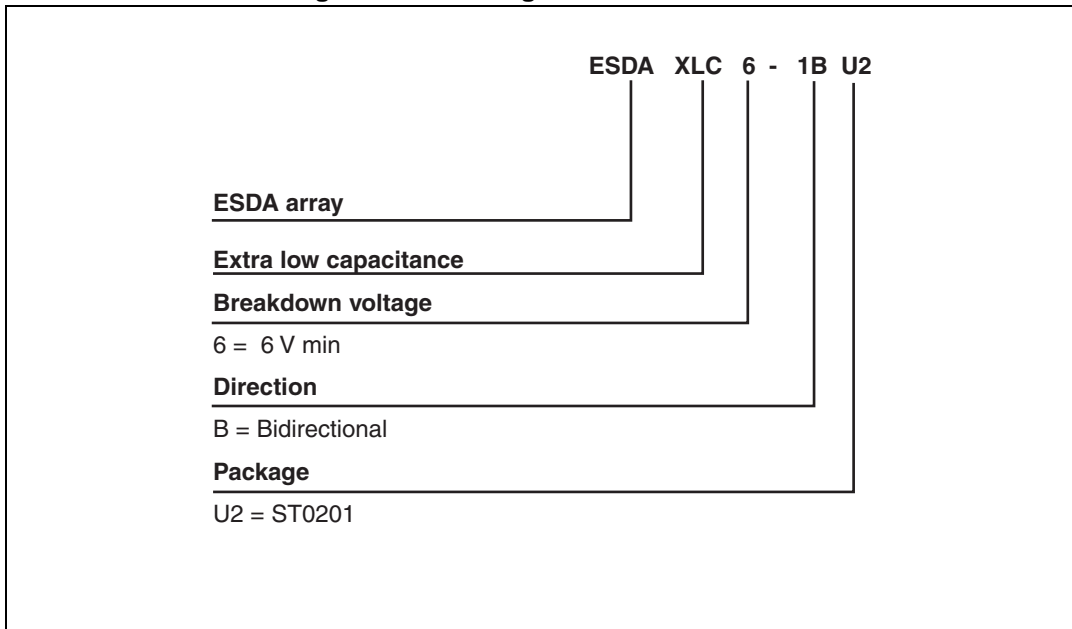 ESDA XLC 6 - 1B U2
ESDA array
Extra low capacitance
Breakdown voltage
6 = 6 V min
Direction
B = Bidirectional
Package
U2 = ST0201